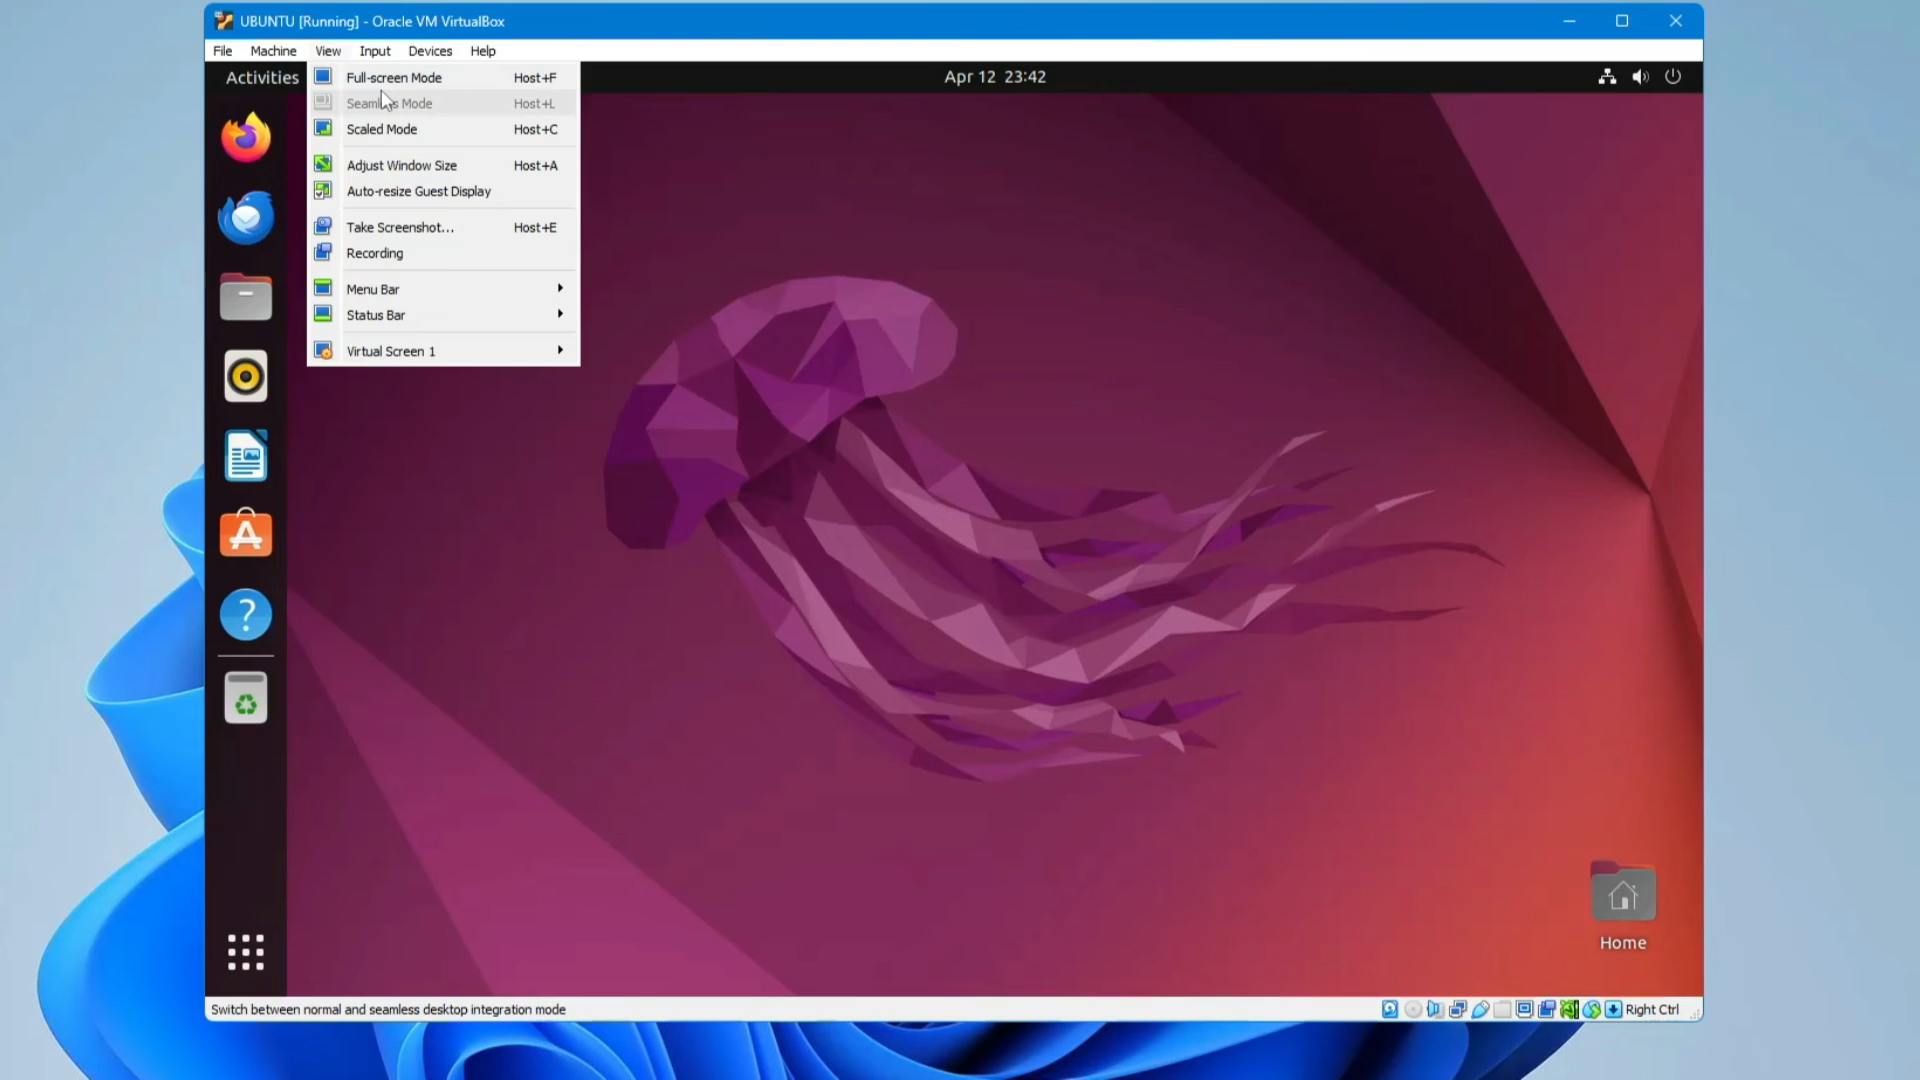 UBUNTU [Running] - Oracle VM VirtualBox
File Machine View Input Devices Help
Activities
Apr 12 23:42
Full-screen Mode Host+F
Seamless Mode Host+L
Scaled Mode Host+C
Adjust Window Size Host+A
Auto-resize Guest Display
Take Screenshot... Host+E
Recording
Menu Bar
Status Bar
Virtual Screen 1
Home
Switch between normal and seamless desktop integration mode
Right Ctrl